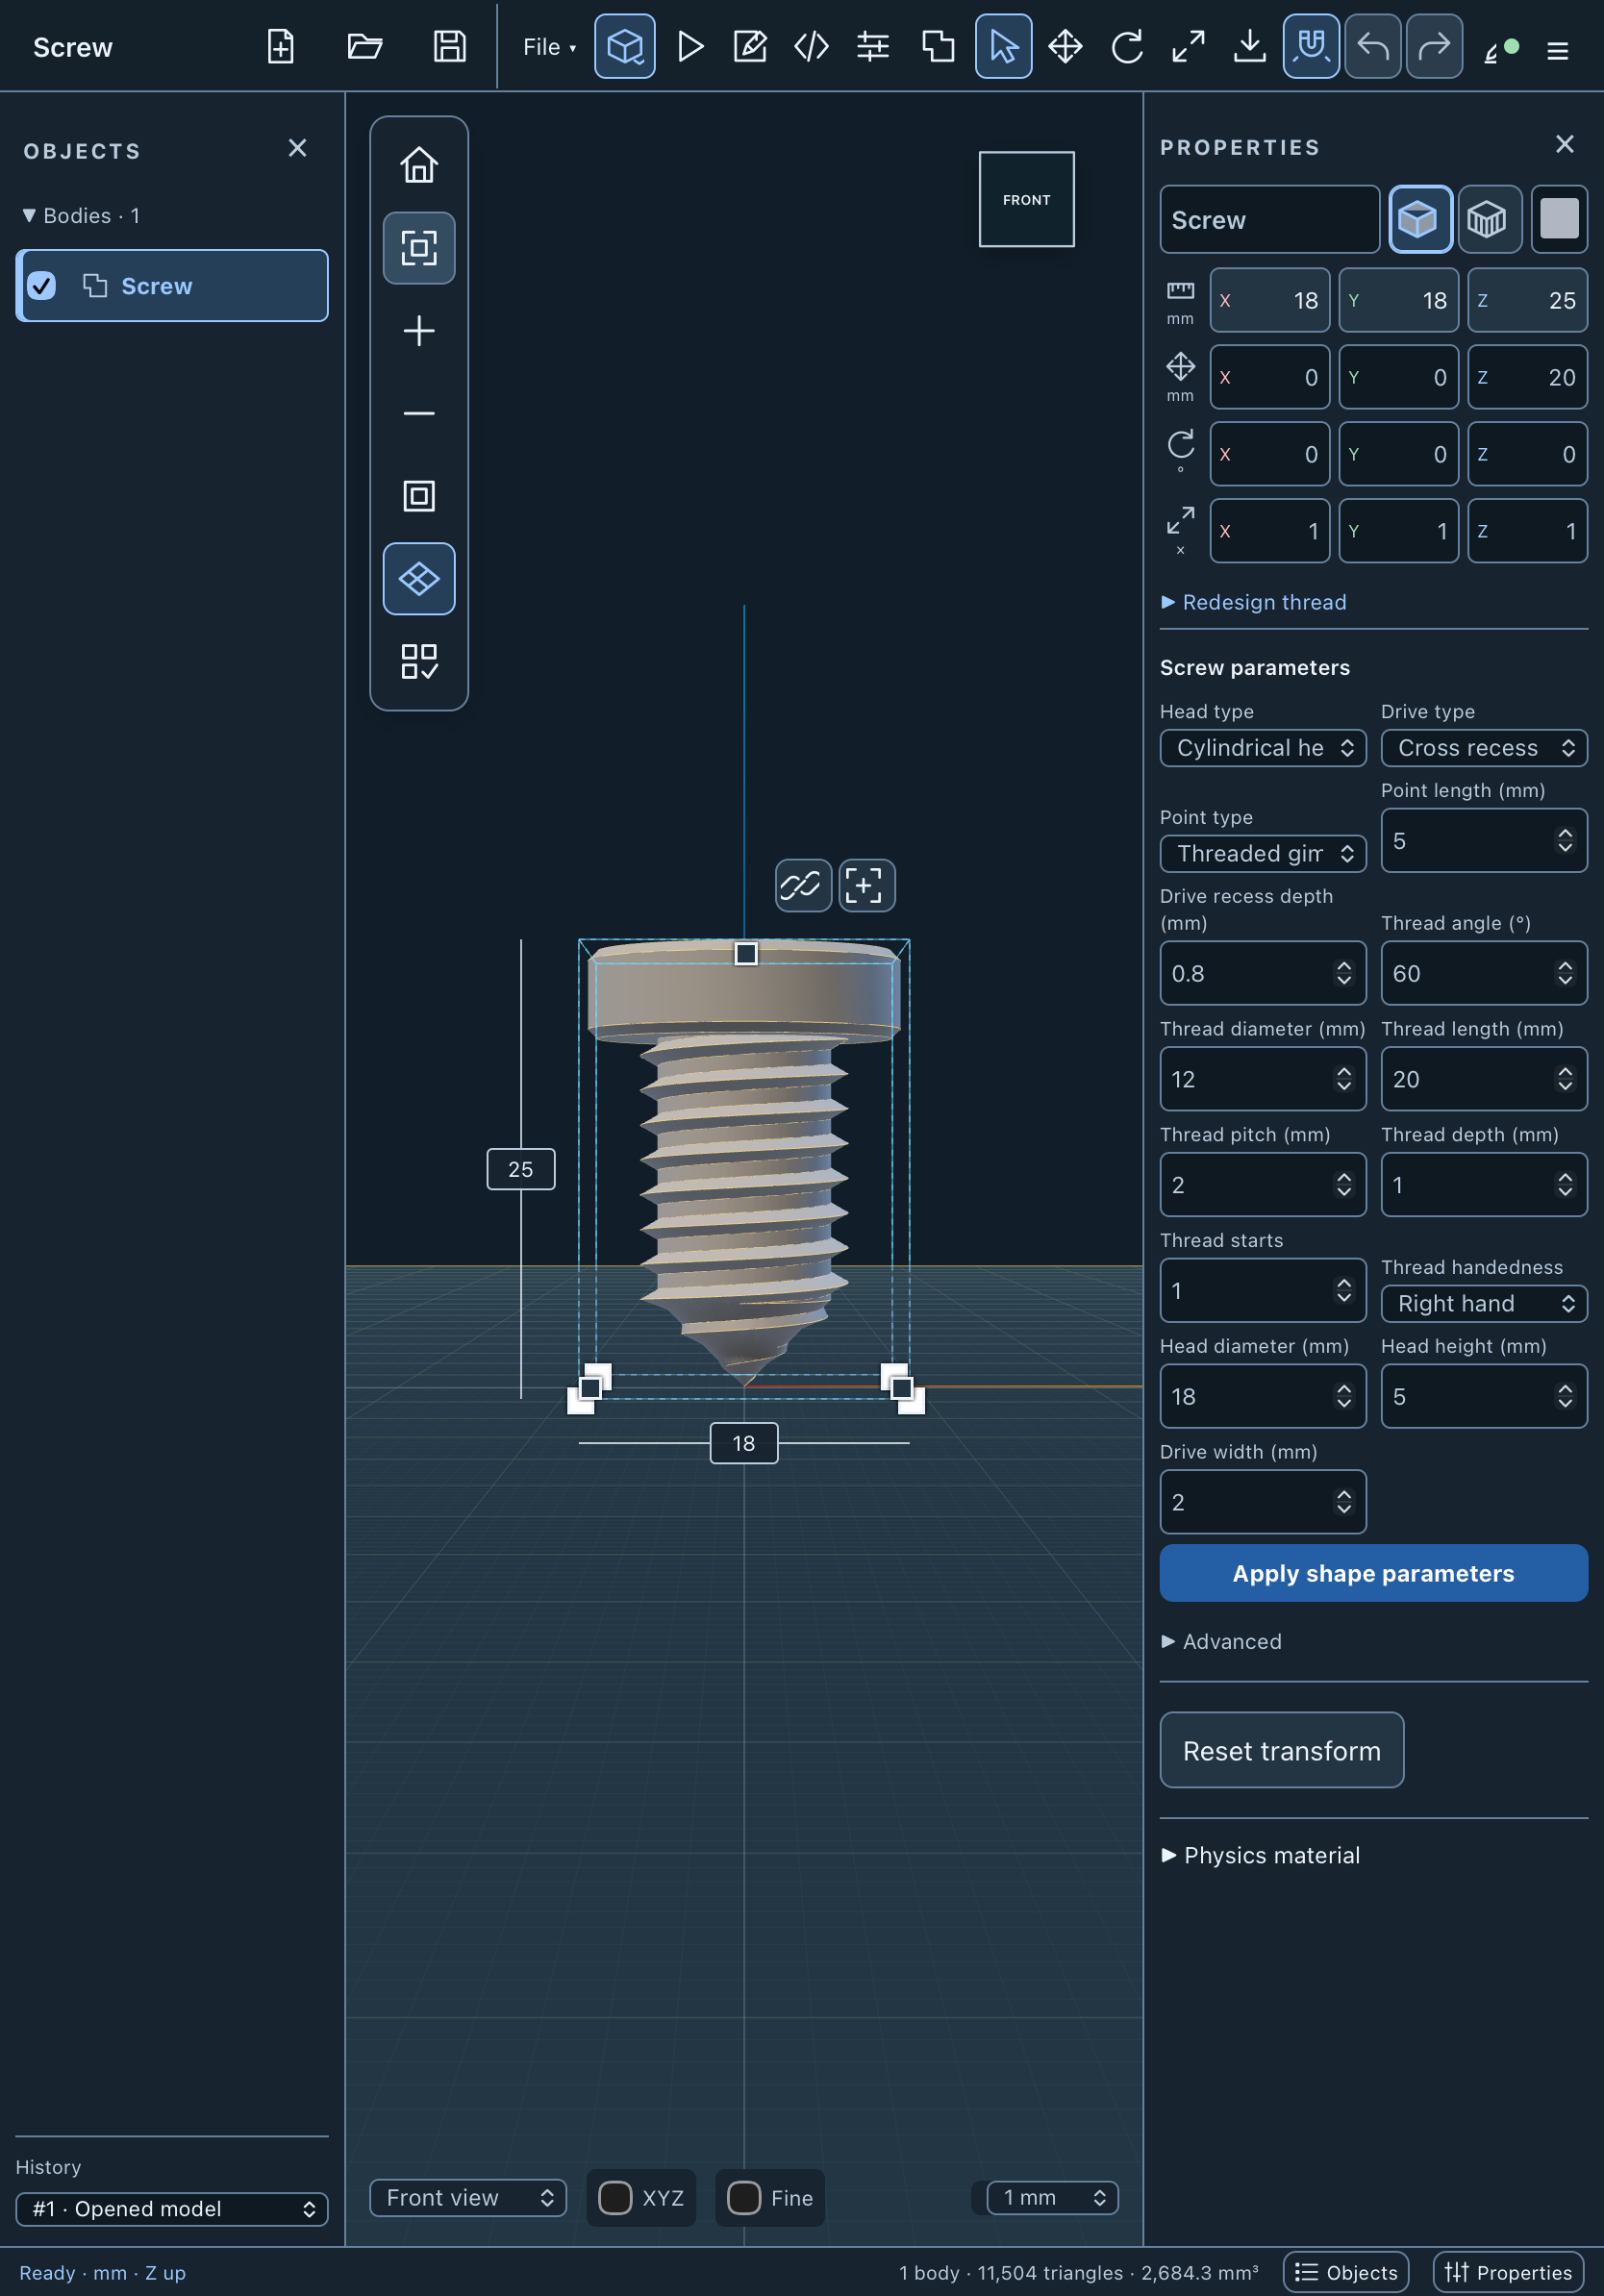 Screw
File
OBJECTS
Bodies · 1
Screw
FRONT
25
18
Front view
XYZ
Fine
1 mm
History
#1 · Opened model
PROPERTIES
Screw
mm X 18 Y 18 Z 25
mm X 0 Y 0 Z 20
° X 0 Y 0 Z 0
× X 1 Y 1 Z 1
Redesign thread
Screw parameters
Head type
Cylindrical he
Drive type
Cross recess
Point type
Threaded gim
Point length (mm)
5
Drive recess depth
(mm)
0.8
Thread angle (°)
60
Thread diameter (mm)
12
Thread length (mm)
20
Thread pitch (mm)
2
Thread depth (mm)
1
Thread starts
1
Thread handedness
Right hand
Head diameter (mm)
18
Head height (mm)
5
Drive width (mm)
2
Apply shape parameters
Advanced
Reset transform
Physics material
Ready · mm · Z up
1 body · 11,504 triangles · 2,684.3 mm³
Objects
Properties